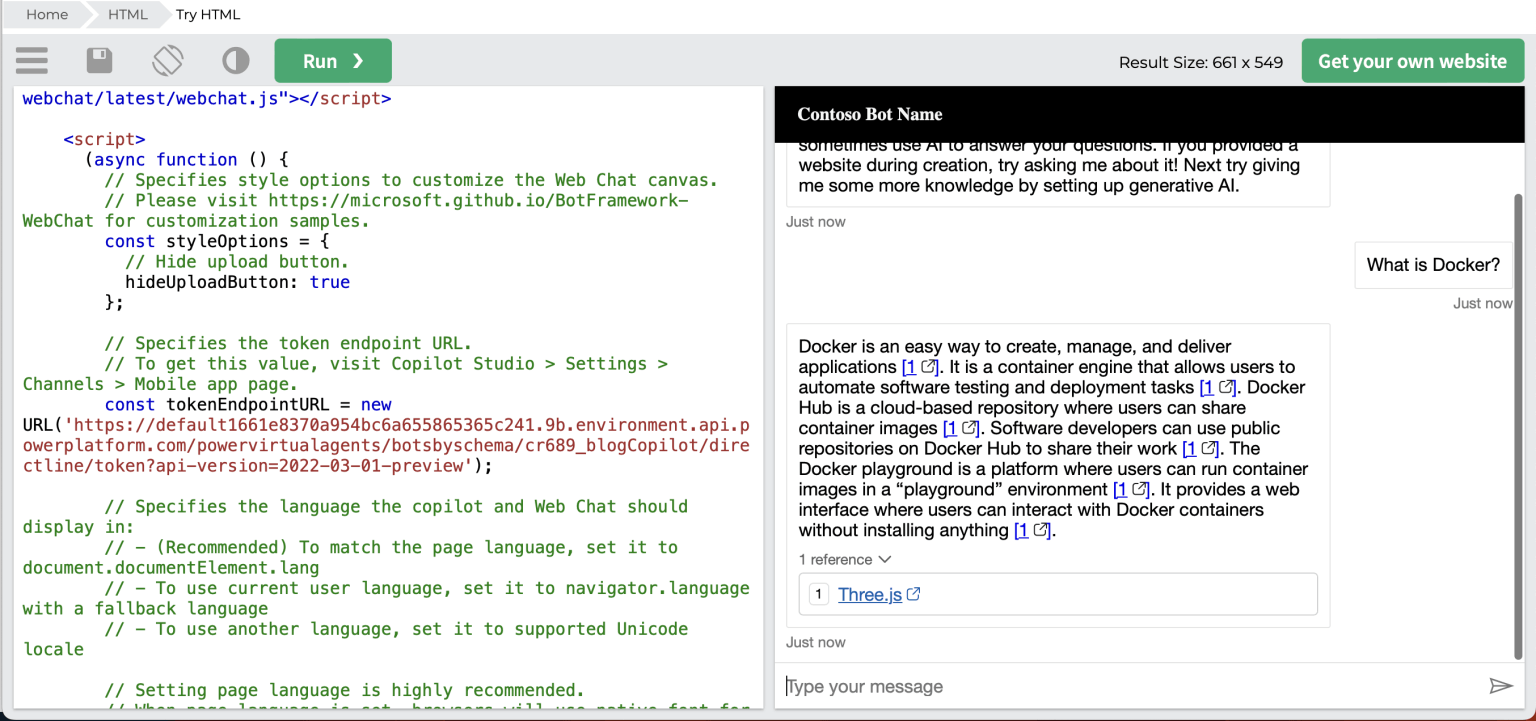 Home
HTML
Try HTML
Run ❯
Result Size: 661 x 549
Get your own website
webchat/latest/webchat.js"></script>
<script>
(async function () {
// Specifies style options to customize the Web Chat canvas.
// Please visit https://microsoft.github.io/BotFramework-
WebChat for customization samples.
const styleOptions = {
// Hide upload button.
hideUploadButton: true
};
// Specifies the token endpoint URL.
// To get this value, visit Copilot Studio > Settings >
Channels > Mobile app page.
const tokenEndpointURL = new
URL('https://default1661e8370a954bc6a655865365c241.9b.environment.api.p
owerplatform.com/powervirtualagents/botsbyschema/cr689_blogCopilot/dire
ctline/token?api-version=2022-03-01-preview');
// Specifies the language the copilot and Web Chat should
display in:
// - (Recommended) To match the page language, set it to
document.documentElement.lang
// - To use current user language, set it to navigator.language
with a fallback language
// - To use another language, set it to supported Unicode
locale
// Setting page language is highly recommended.
// When page language is set, browsers will use native font for
Contoso Bot Name
sometimes use AI to answer your questions. If you provided a
website during creation, try asking me about it! Next try giving
me some more knowledge by setting up generative AI.
Just now
What is Docker?
Just now
Docker is an easy way to create, manage, and deliver
applications [1]. It is a container engine that allows users to
automate software testing and deployment tasks [1]. Docker
Hub is a cloud-based repository where users can share
container images [1]. Software developers can use public
repositories on Docker Hub to share their work [1]. The
Docker playground is a platform where users can run container
images in a “playground” environment [1]. It provides a web
interface where users can interact with Docker containers
without installing anything [1].
1 reference
1 Three.js
Just now
Type your message